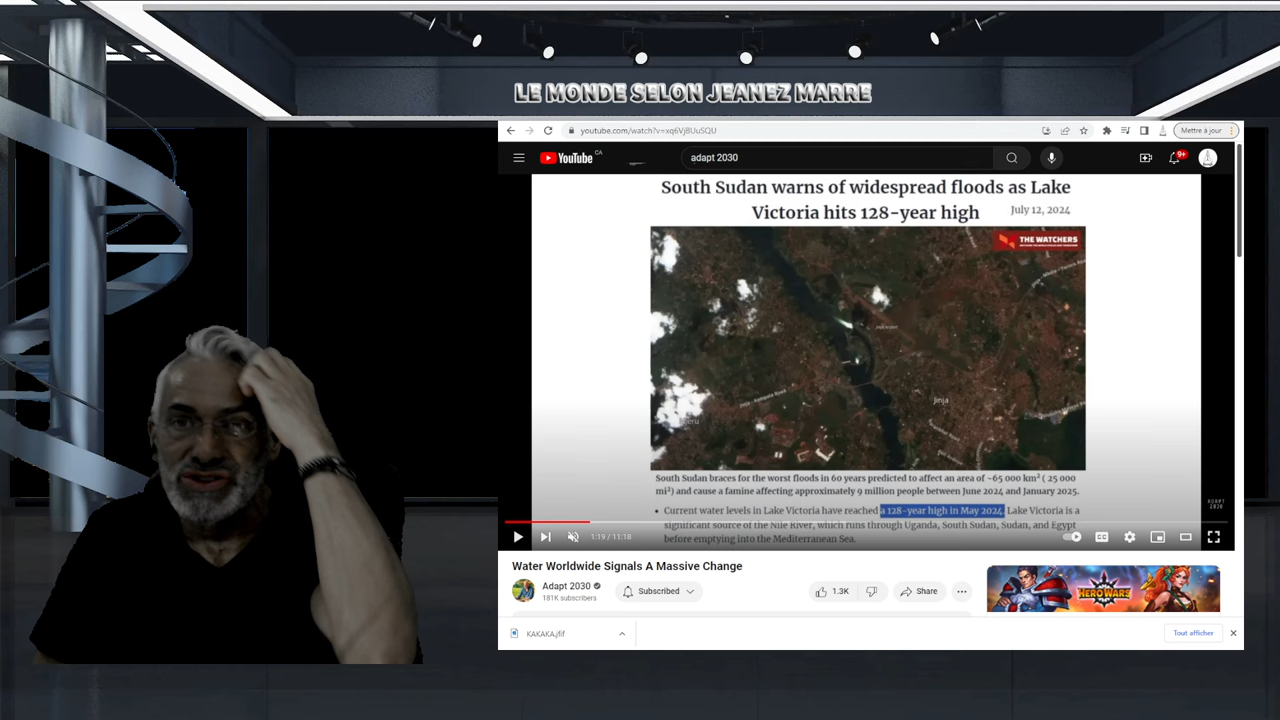 LE MONDE SELON JEANEZ MARRE
youtube.com/watch?v=xq6VjBUuSQU
Mettre à jour
YouTube CA
adapt 2030
9+
South Sudan warns of widespread floods as Lake
Victoria hits 128-year high
July 12, 2024
THE WATCHERS
Jinja
South Sudan braces for the worst floods in 60 years predicted to affect an area of ~65 000 km² ( 25 000
mi²) and cause a famine affecting approximately 9 million people between June 2024 and January 2025.
• Current water levels in Lake Victoria have reached a 128-year high in May 2024. Lake Victoria is a
significant source of the Nile River, which runs through Uganda, South Sudan, Sudan, and Egypt
before emptying into the Mediterranean Sea.
ADAPT
2030
1:19 / 11:18
Water Worldwide Signals A Massive Change
Adapt 2030
181K subscribers
Subscribed
1.3K
Share
HERO WARS
KAKAKA.jfif
Tout afficher